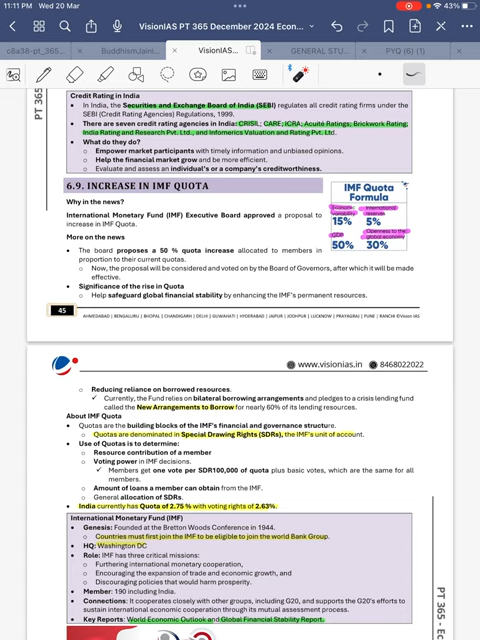 11:11 PM Wed 20 Mar
43%
VisionIAS PT 365 December 2024 Econ...
c8a38-pt_365...
BuddhismJaini...
VisionIAS...
GENERAL STU...
PYQ (6) (1)
PT 365
Credit Rating in India
• In India, the Securities and Exchange Board of India (SEBI) regulates all credit rating firms under the
SEBI (Credit Rating Agencies) Regulations, 1999.
• There are seven credit rating agencies in India: CRISIL; CARE; ICRA; Acuité Ratings; Brickwork Rating;
India Rating and Research Pvt. Ltd., and Infomerics Valuation and Rating Pvt. Ltd.
• What do they do?
o Empower market participants with timely information and unbiased opinions.
o Help the financial market grow and be more efficient.
o Evaluate and assess an individual's or a company's creditworthiness.
6.9. INCREASE IN IMF QUOTA
Why in the news?
International Monetary Fund (IMF) Executive Board approved a proposal to
increase in IMF Quota.
More on the news
• The board proposes a 50 % quota increase allocated to members in
proportion to their current quotas.
o Now, the proposal will be considered and voted on by the Board of Governors, after which it will be made
effective.
• Significance of the rise in Quota
o Help safeguard global financial stability by enhancing the IMF's permanent resources.
IMF Quota
Formula
Economic variability
15%
International reserves
5%
GDP
50%
Openness to the global economy
30%
45
AHMEDABAD | BENGALURU | BHOPAL | CHANDIGARH | DELHI | GUWAHATI | HYDERABAD | JAIPUR | JODHPUR | LUCKNOW | PRAYAGRAJ | PUNE | RANCHI ©Vision IAS
www.visionias.in
8468022022
o Reducing reliance on borrowed resources.
✓ Currently, the Fund relies on bilateral borrowing arrangements and pledges to a crisis lending fund
called the New Arrangements to Borrow for nearly 60% of its lending resources.
About IMF Quota
• Quotas are the building blocks of the IMF's financial and governance structure.
o Quotas are denominated in Special Drawing Rights (SDRs), the IMF's unit of account.
• Use of Quotas is to determine:
o Resource contribution of a member
o Voting power in IMF decisions.
✓ Members get one vote per SDR100,000 of quota plus basic votes, which are the same for all
members.
o Amount of loans a member can obtain from the IMF.
o General allocation of SDRs.
• India currently has Quota of 2.75 % with voting rights of 2.63%.
International Monetary Fund (IMF)
• Genesis: Founded at the Bretton Woods Conference in 1944.
o Countries must first join the IMF to be eligible to join the world Bank Group.
• HQ: Washington DC
• Role: IMF has three critical missions:
o Furthering international monetary cooperation,
o Encouraging the expansion of trade and economic growth, and
o Discouraging policies that would harm prosperity.
• Member: 190 including India.
• Connections: It cooperates closely with other groups, including G20, and supports the G20's efforts to
sustain international economic cooperation through its mutual assessment process.
• Key Reports: World Economic Outlook and Global Financial Stability Report.
PT 365 - Ec